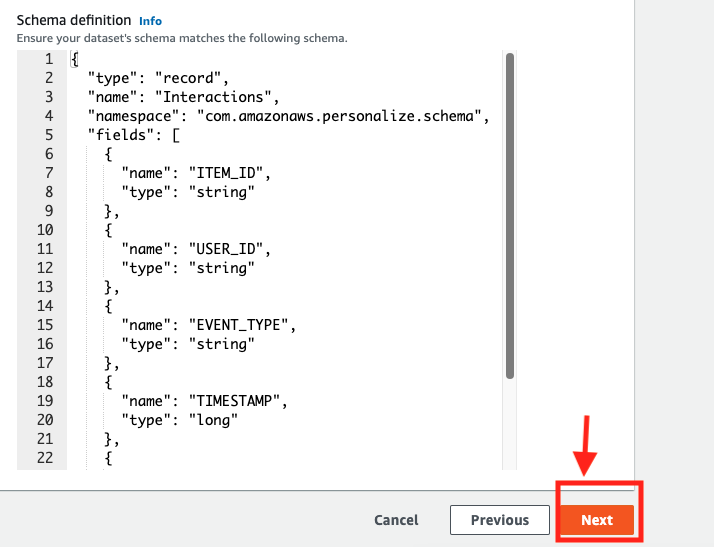 Schema definition Info
Ensure your dataset's schema matches the following schema.
1 {
2   "type": "record",
3   "name": "Interactions",
4   "namespace": "com.amazonaws.personalize.schema",
5   "fields": [
6     {
7       "name": "ITEM_ID",
8       "type": "string"
9     },
10     {
11       "name": "USER_ID",
12       "type": "string"
13     },
14     {
15       "name": "EVENT_TYPE",
16       "type": "string"
17     },
18     {
19       "name": "TIMESTAMP",
20       "type": "long"
21     },
22     {
Cancel Previous Next